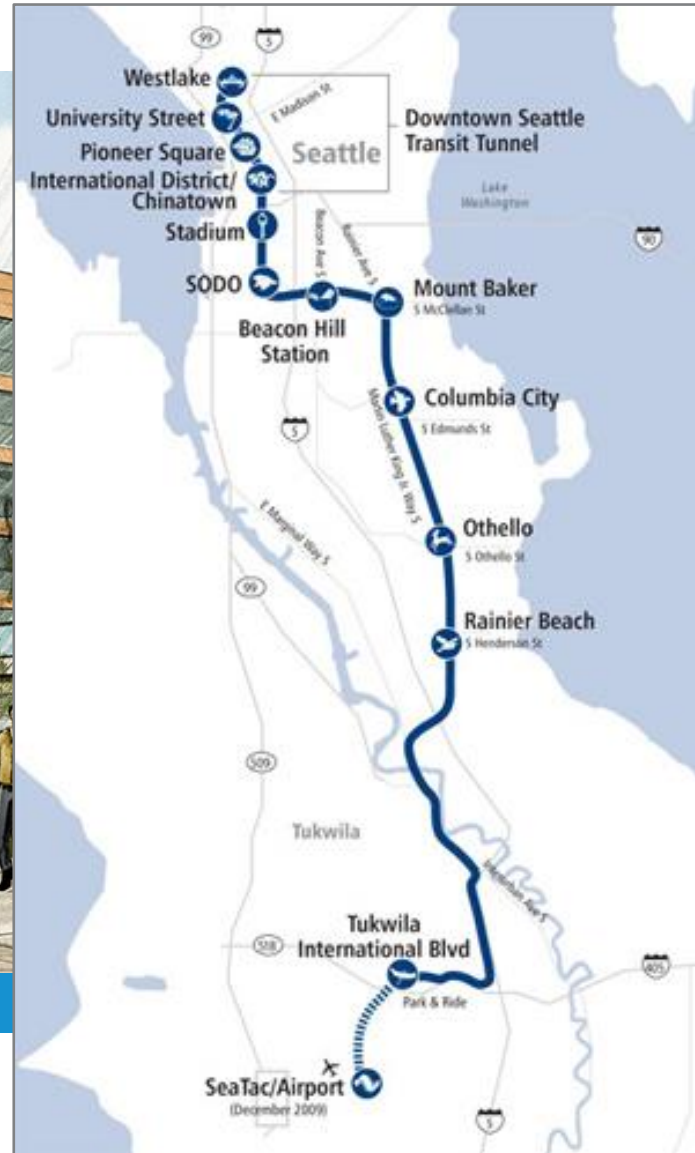 99
5
Westlake
E Madison St
University Street
Downtown Seattle
Transit Tunnel
Pioneer Square
Seattle
International District/
Chinatown
Lake
Washington
Stadium
Beacon Ave S
Rainier Ave S
90
SODO
Mount Baker
S McClellan St
Beacon Hill
Station
Columbia City
S Edmunds St
5
Martin Luther King Jr. Way S
E Marginal Way S
Othello
S Othello St
99
Rainier Beach
S Henderson St
509
Tukwila
Interurban Ave S
Tukwila
International Blvd
518
405
Park & Ride
SeaTac/Airport
(December 2009)
5